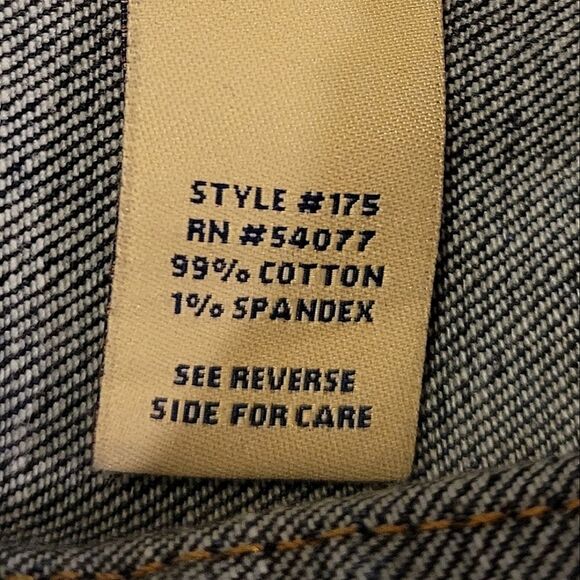 STYLE #175
RN #54077
99% COTTON
1% SPANDEX
SEE REVERSE
SIDE FOR CARE